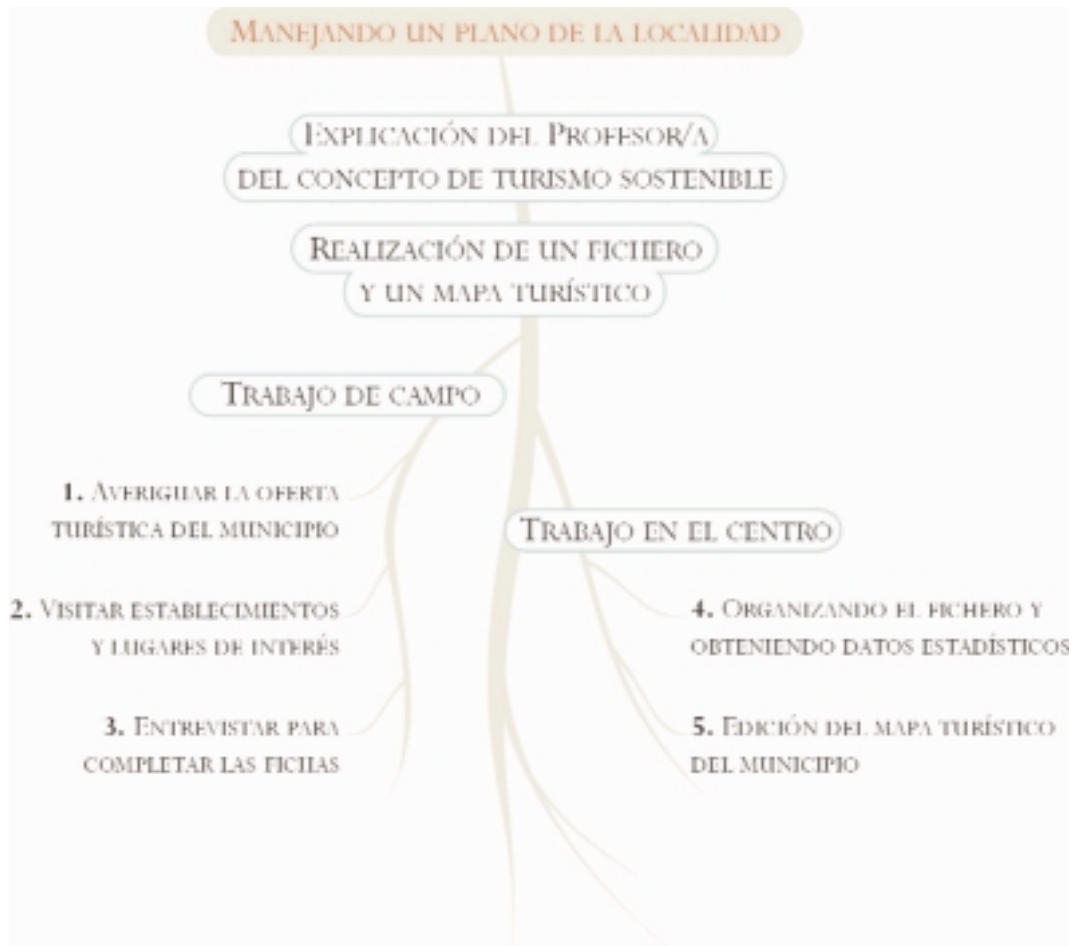 Manejando un plano de la localidad
Explicación del Profesor/a
del concepto de turismo sostenible
Realización de un fichero
y un mapa turístico
Trabajo de campo
1. Averiguar la oferta
turística del municipio
2. Visitar establecimientos
y lugares de interés
3. Entrevistar para
completar las fichas
Trabajo en el centro
4. Organizando el fichero y
obteniendo datos estadísticos
5. Edición del mapa turístico
del municipio